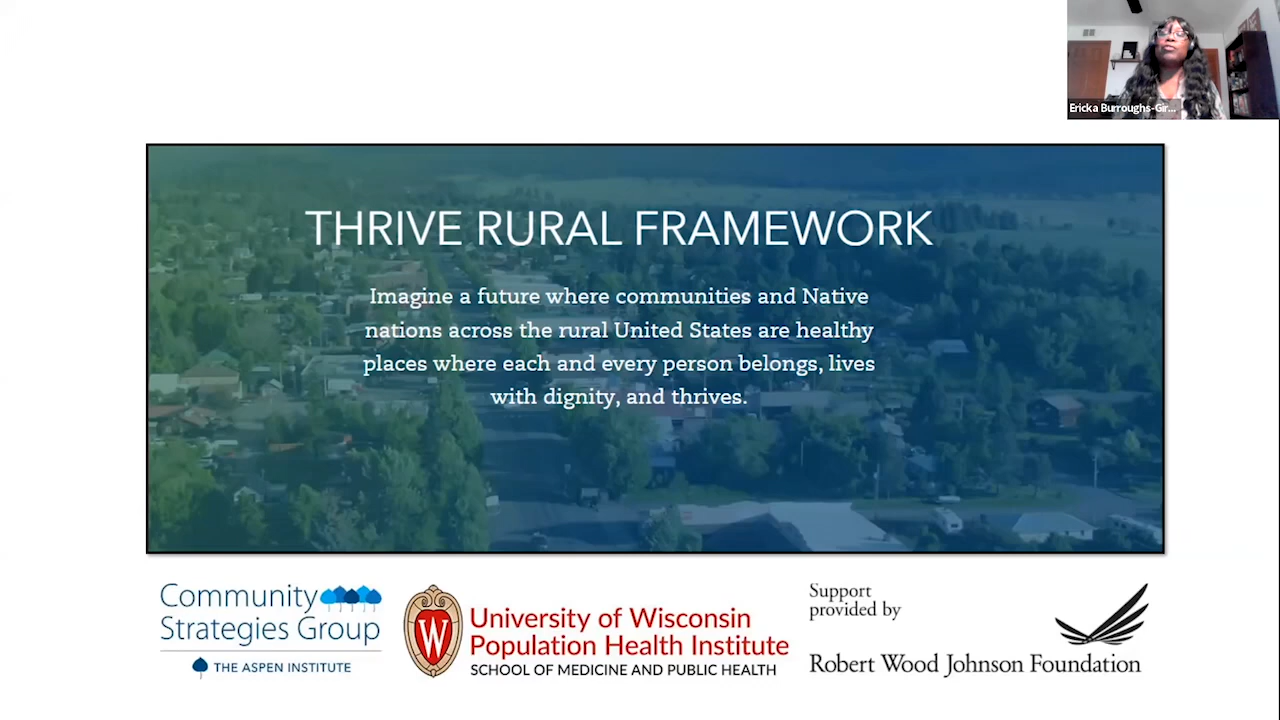 Ericka Burroughs-Gir...
THRIVE RURAL FRAMEWORK
Imagine a future where communities and Native
nations across the rural United States are healthy
places where each and every person belongs, lives
with dignity, and thrives.
Community
Strategies Group
THE ASPEN INSTITUTE
W
University of Wisconsin
Population Health Institute
SCHOOL OF MEDICINE AND PUBLIC HEALTH
Support
provided by
Robert Wood Johnson Foundation